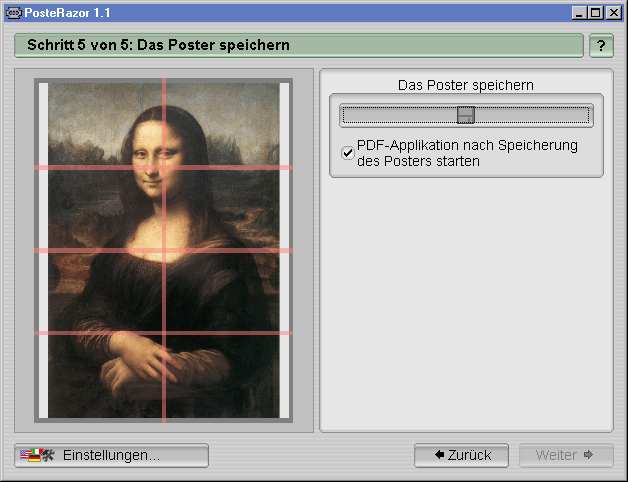 PosteRazor 1.1
Schritt 5 von 5: Das Poster speichern
?
Das Poster speichern
PDF-Applikation nach Speicherung
des Posters starten
Einstellungen...
Zurück
Weiter